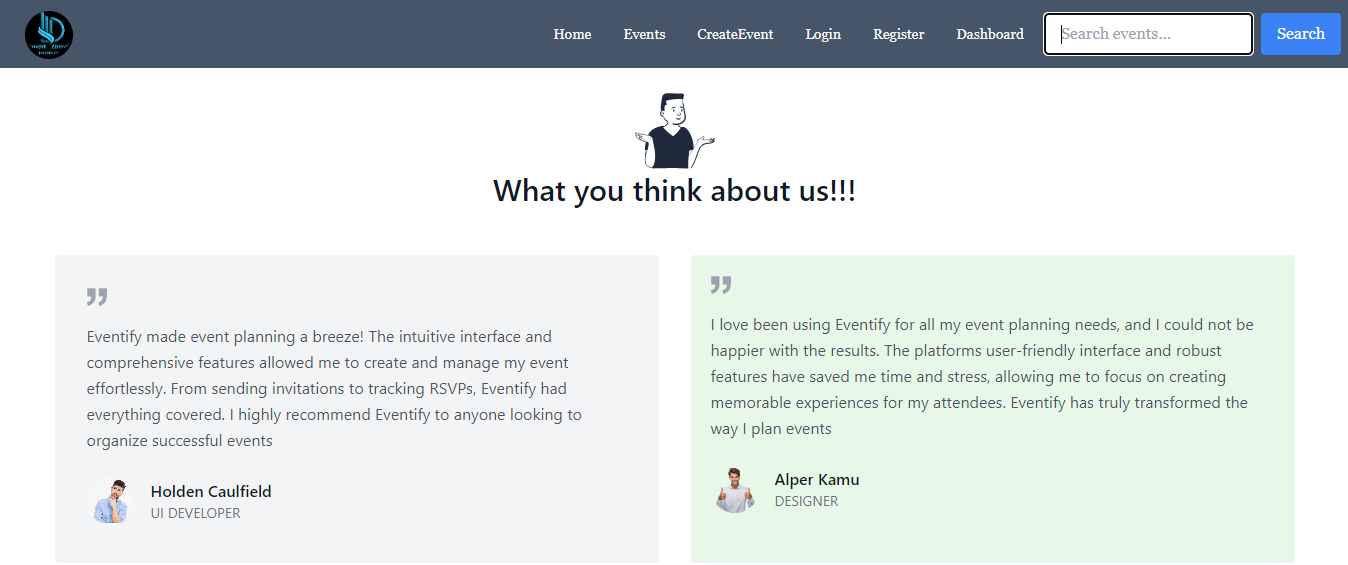 Home Events CreateEvent Login Register Dashboard Search events... Search
What you think about us!!!
Eventify made event planning a breeze! The intuitive interface and
comprehensive features allowed me to create and manage my event
effortlessly. From sending invitations to tracking RSVPs, Eventify had
everything covered. I highly recommend Eventify to anyone looking to
organize successful events
Holden Caulfield
UI DEVELOPER
I love been using Eventify for all my event planning needs, and I could not be
happier with the results. The platforms user-friendly interface and robust
features have saved me time and stress, allowing me to focus on creating
memorable experiences for my attendees. Eventify has truly transformed the
way I plan events
Alper Kamu
DESIGNER